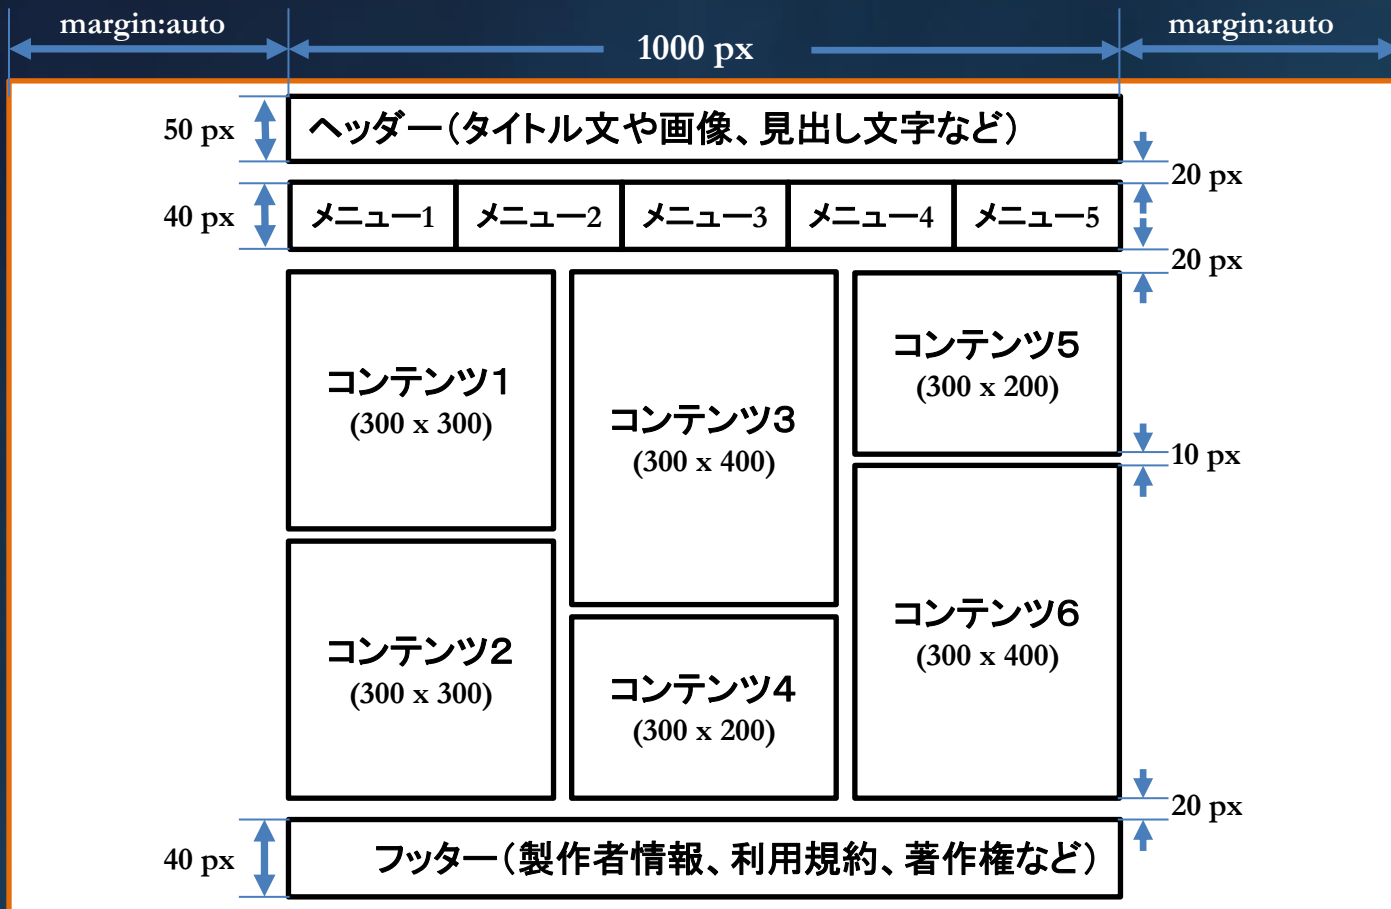 margin:auto
1000 px
margin:auto
50 px
ヘッダー(タイトル文や画像、見出し文字など)
20 px
40 px
メニュー1
メニュー2
メニュー3
メニュー4
メニュー5
20 px
コンテンツ1
(300 x 300)
コンテンツ3
(300 x 400)
コンテンツ5
(300 x 200)
10 px
コンテンツ2
(300 x 300)
コンテンツ4
(300 x 200)
コンテンツ6
(300 x 400)
20 px
40 px
フッター(製作者情報、利用規約、著作権など)